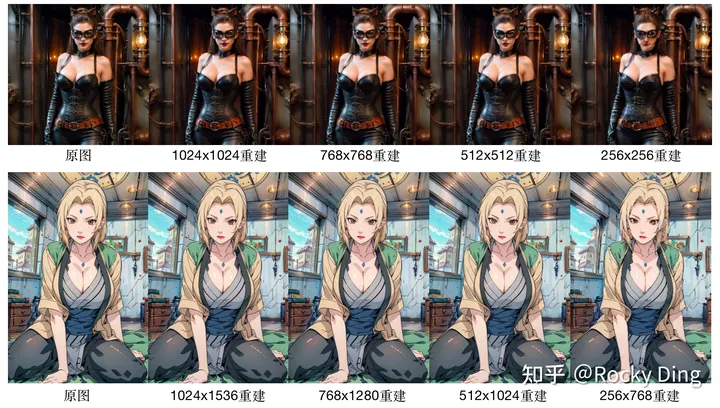 原图 1024x1024重建 768x768重建 512x512重建 256x256重建
知乎 @Rocky Ding
原图 1024x1536重建 768x1280重建 512x1024重建 256x768重建